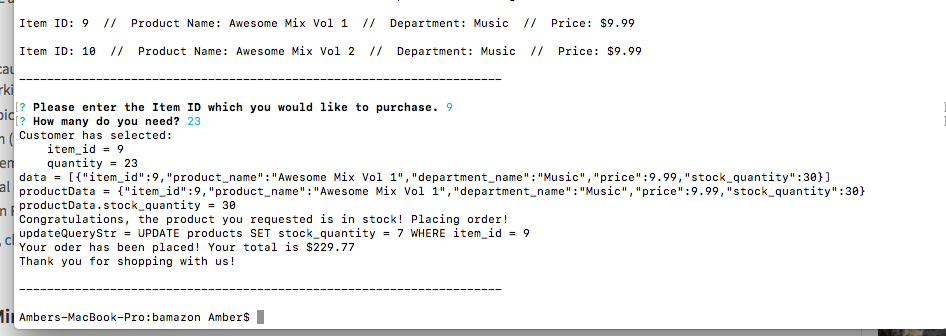 Item ID: 9 // Product Name: Awesome Mix Vol 1 // Department: Music // Price: $9.99
Item ID: 10 // Product Name: Awesome Mix Vol 2 // Department: Music // Price: $9.99
----------------------------------------------------------------------
[? Please enter the Item ID which you would like to purchase. 9 ]
[? How many do you need? 23 ]
Customer has selected:
item_id = 9
quantity = 23
data = [{"item_id":9,"product_name":"Awesome Mix Vol 1","department_name":"Music","price":9.99,"stock_quantity":30}]
productData = {"item_id":9,"product_name":"Awesome Mix Vol 1","department_name":"Music","price":9.99,"stock_quantity":30}
productData.stock_quantity = 30
Congratulations, the product you requested is in stock! Placing order!
updateQueryStr = UPDATE products SET stock_quantity = 7 WHERE item_id = 9
Your oder has been placed! Your total is $229.77
Thank you for shopping with us!
----------------------------------------------------------------------
Ambers-MacBook-Pro:bamazon Amber$